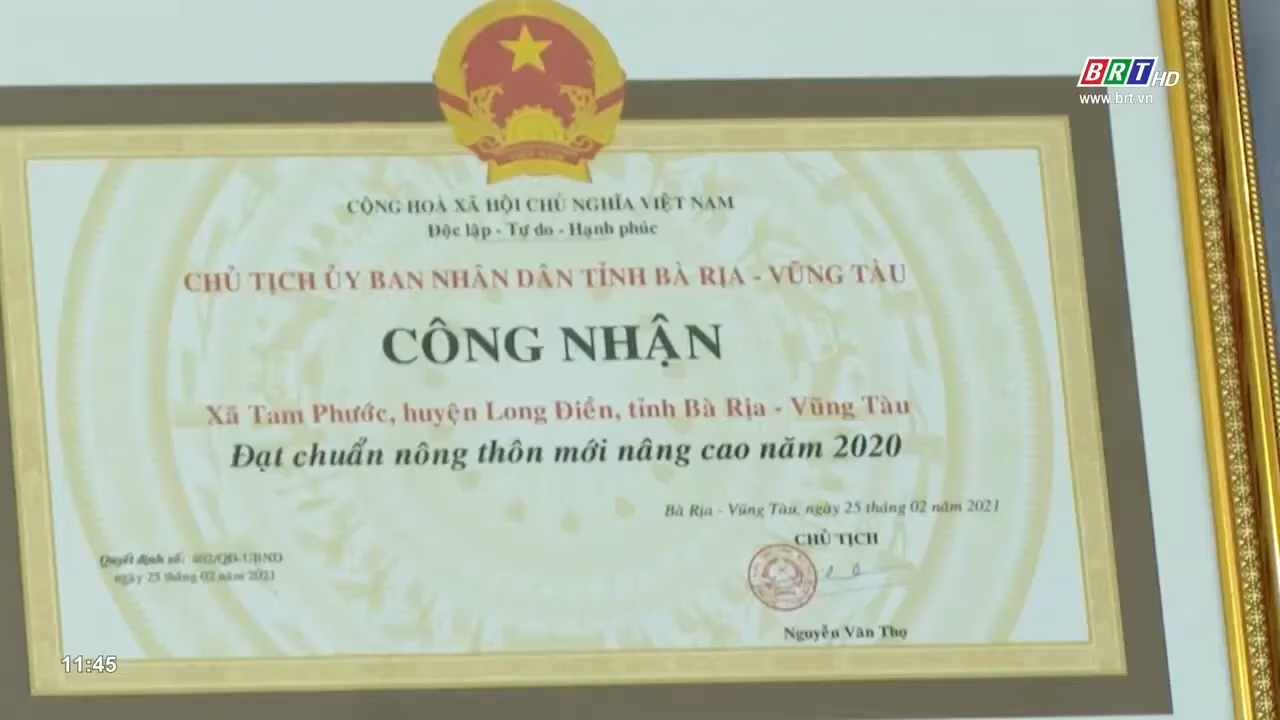 BRT HD
www.brt.vn
CỘNG HOÀ XÃ HỘI CHỦ NGHĨA VIỆT NAM
Độc lập - Tự do - Hạnh phúc
CHỦ TỊCH ỦY BAN NHÂN DÂN TỈNH BÀ RỊA - VŨNG TÀU
CÔNG NHẬN
Xã Tam Phước, huyện Long Điền, tỉnh Bà Rịa - Vũng Tàu
Đạt chuẩn nông thôn mới nâng cao năm 2020
Bà Rịa - Vũng Tàu, ngày 25 tháng 02 năm 2021
CHỦ TỊCH
Quyết định số: 402/QĐ-UBND
ngày 25 tháng 02 năm 2021
Nguyễn Văn Thọ
11:45